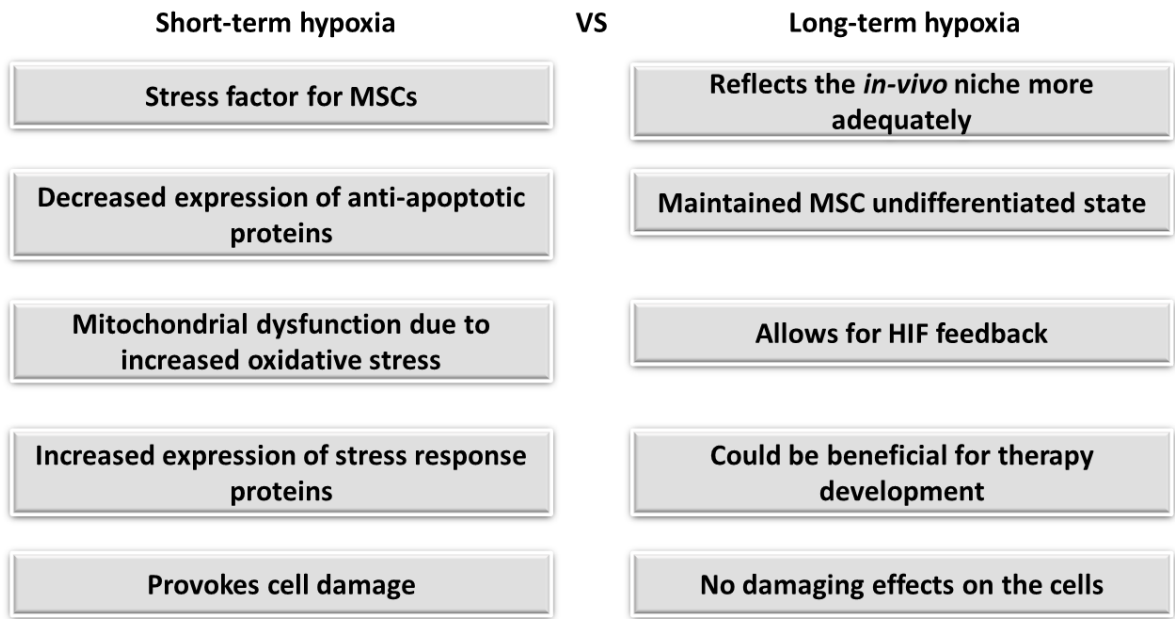 Short-term hypoxia VS Long-term hypoxia
Stress factor for MSCs
Reflects the in-vivo niche more
adequately
Decreased expression of anti-apoptotic
proteins
Maintained MSC undifferentiated state
Mitochondrial dysfunction due to
increased oxidative stress
Allows for HIF feedback
Increased expression of stress response
proteins
Could be beneficial for therapy
development
Provokes cell damage
No damaging effects on the cells